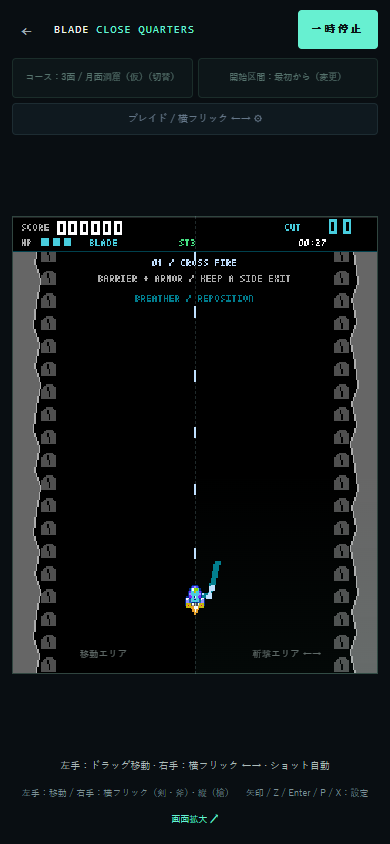 ←
BLADE CLOSE QUARTERS
一時停止
コース：3面 / 月面洞窟（仮）（切替）
開始区間：最初から（変更）
ブレイド / 横フリック ←→ ⚙
SCORE 000000 CUT 00
HP BLADE ST3 00:27
01 / CROSS FIRE
BARRIER + ARMOR / KEEP A SIDE EXIT
BREATHER / REPOSITION
移動エリア
斬撃エリア ←→
左手：ドラッグ移動・右手：横フリック ←→・ショット自動
左手：移動 / 右手：横フリック（剣・斧）・縦（槍） 矢印 / Z / Enter / P / X：設定
画面拡大